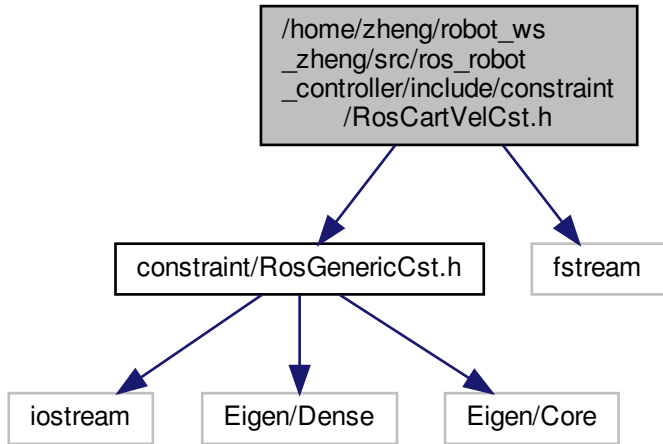 /home/zheng/robot_ws
_zheng/src/ros_robot
_controller/include/constraint
/RosCartVelCst.h
constraint/RosGenericCst.h
fstream
iostream
Eigen/Dense
Eigen/Core